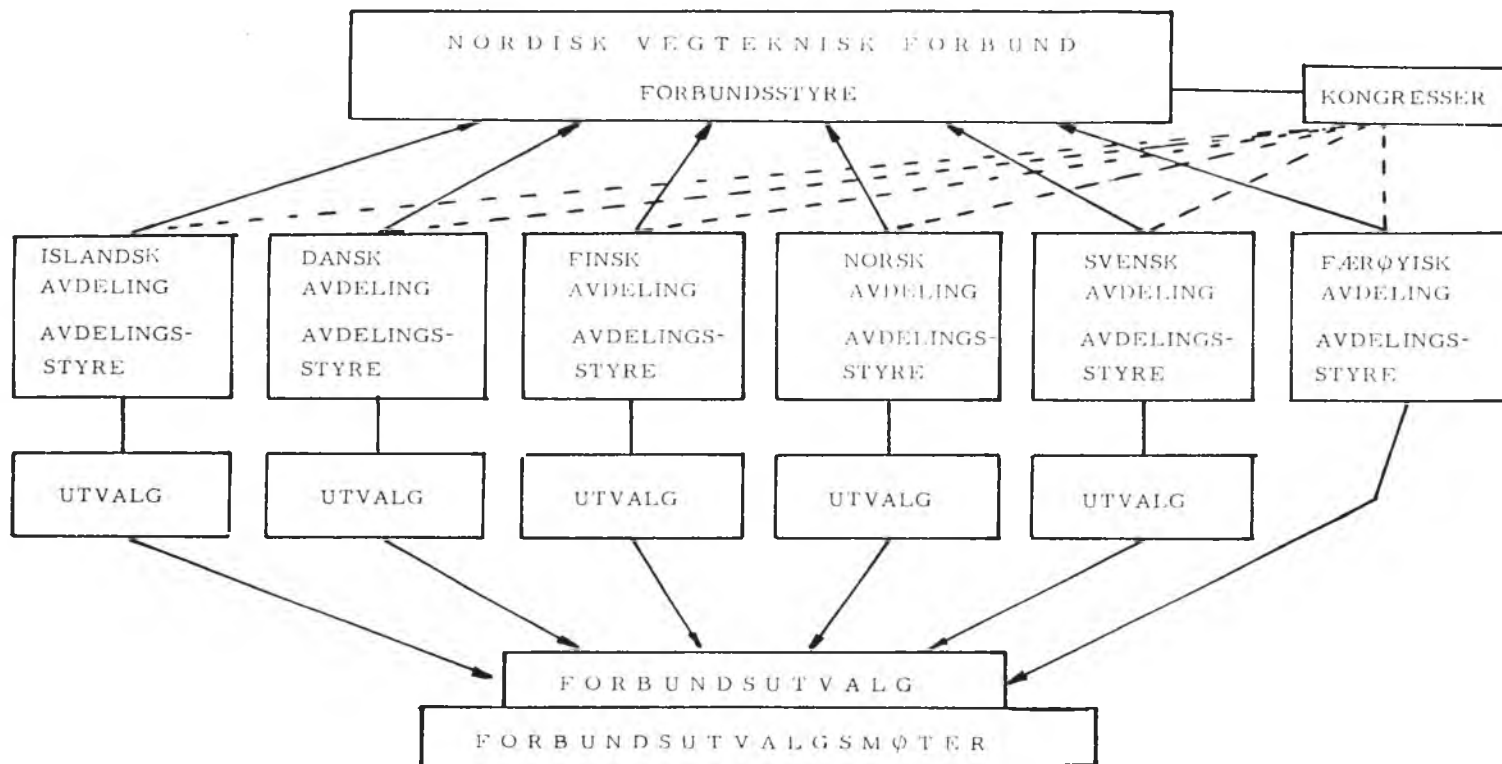 NORDISK VEGTEKNISK FORBUND
FORBUNDSSTYRE
KONGRESSER
ISLANDSK
AVDELING
AVDELINGS-
STYRE
DANSK
AVDELING
AVDELINGS-
STYRE
FINSK
AVDELING
AVDELINGS-
STYRE
NORSK
AVDELING
AVDELINGS-
STYRE
SVENSK
AVDELING
AVDELINGS-
STYRE
FÆRØYISK
AVDELING
AVDELINGS-
STYRE
UTVALG
UTVALG
UTVALG
UTVALG
UTVALG
FORBUNDSUTVALG
FORBUNDSUTVALGSMØTER